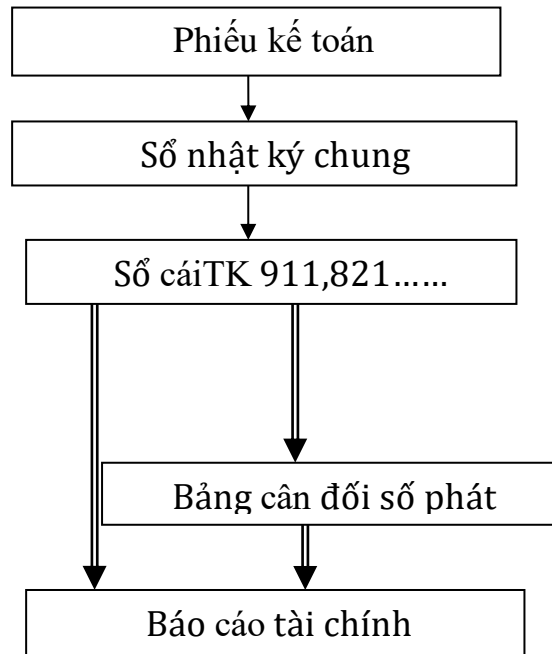 Phiếu kế toán
Sổ nhật ký chung
Sổ cáiTK 911,821……
Bảng cân đối số phát
Báo cáo tài chính